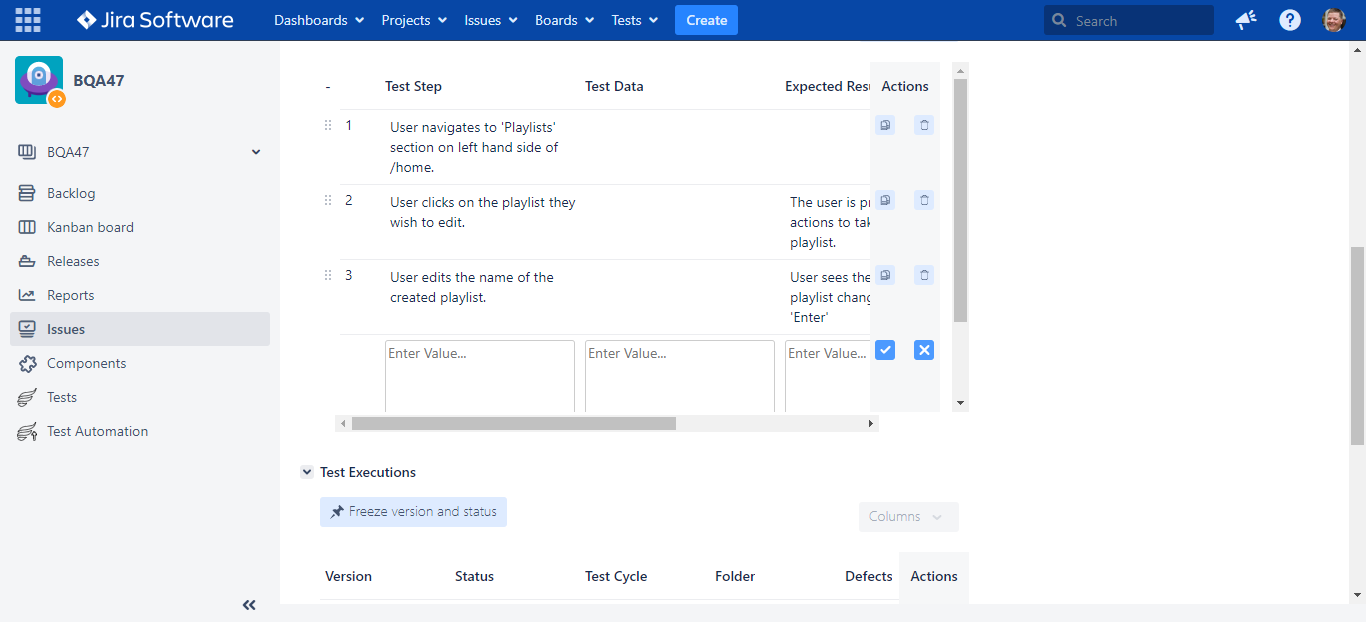 Jira Software
Dashboards Projects Issues Boards Tests Create Search
BQA47
BQA47
Backlog
Kanban board
Releases
Reports
Issues
Components
Tests
Test Automation
- Test Step Test Data Expected Resu Actions
1 User navigates to 'Playlists'
section on left hand side of
/home.
2 User clicks on the playlist they The user is pr
wish to edit. actions to tak
playlist.
3 User edits the name of the User sees the
created playlist. playlist chang
'Enter'
Enter Value... Enter Value... Enter Value...
Test Executions
Freeze version and status Columns
Version Status Test Cycle Folder Defects Actions